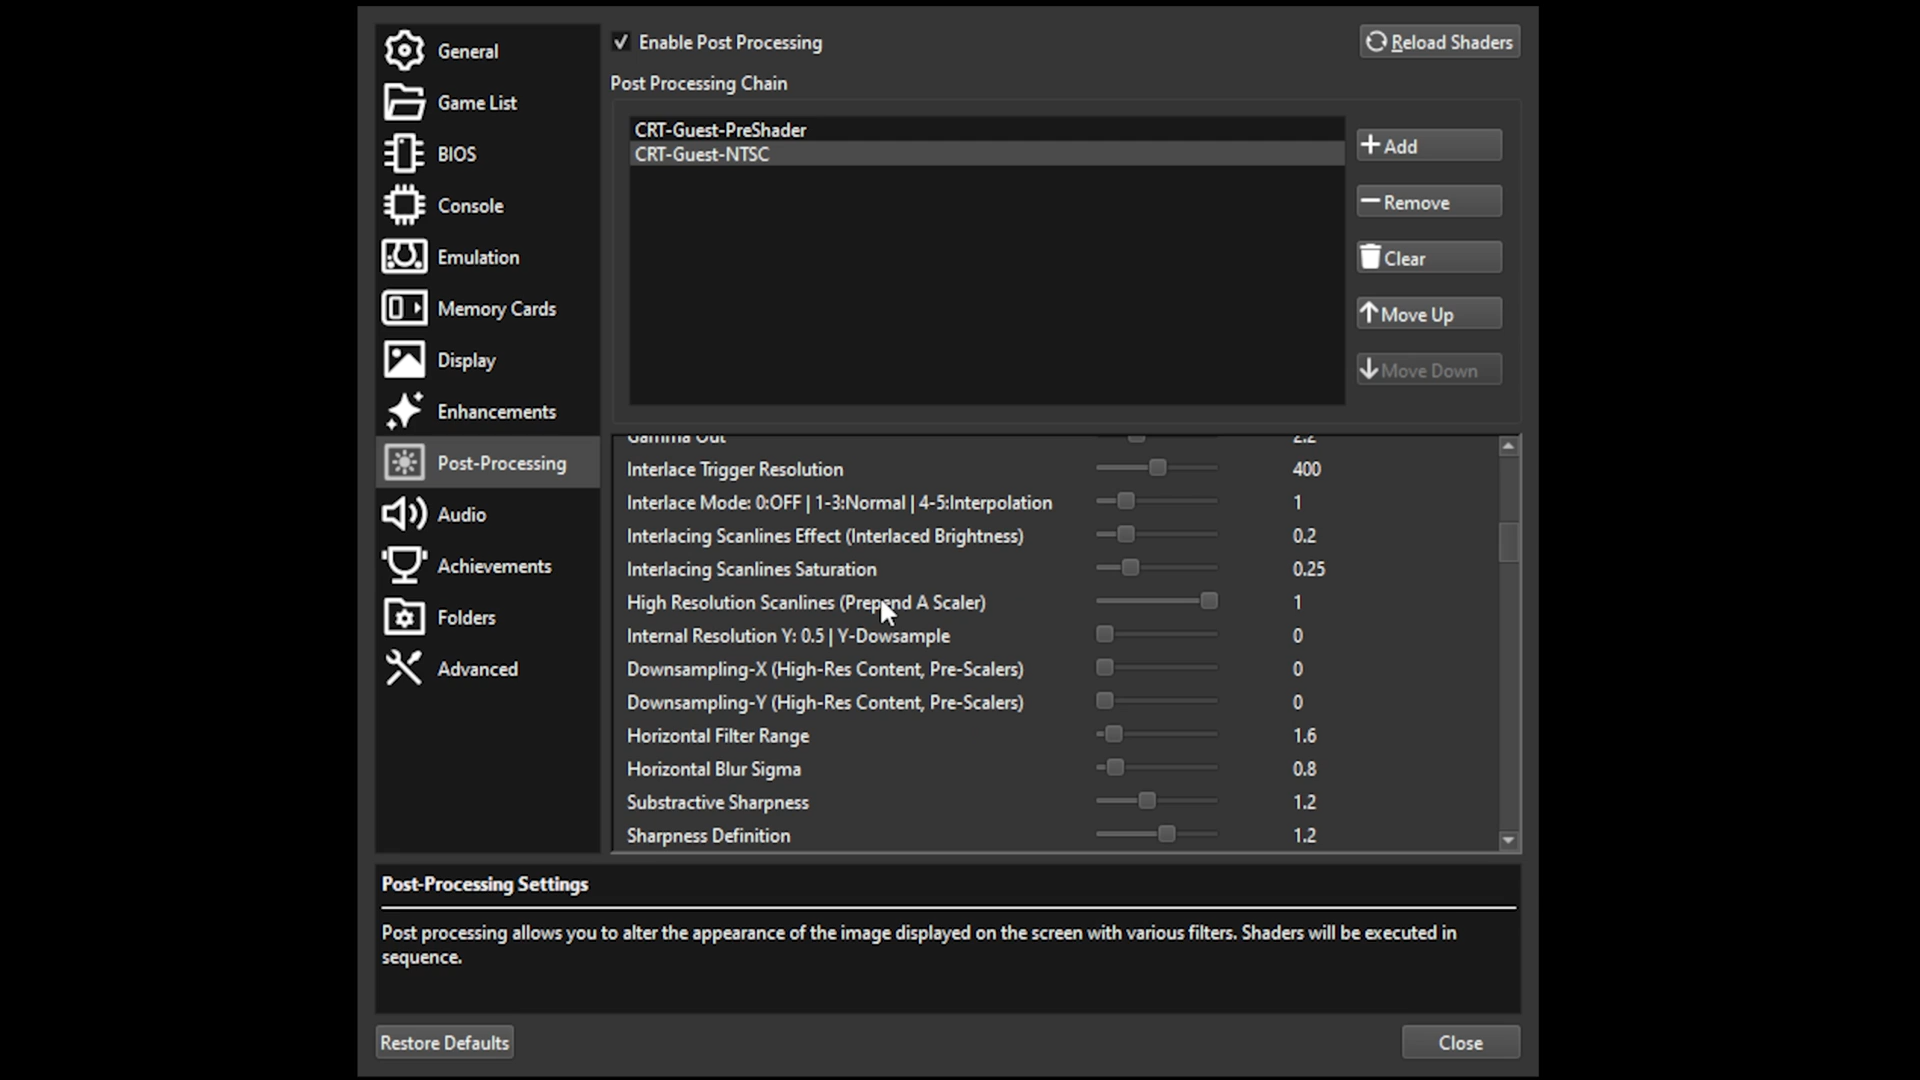 General
Game List
BIOS
Console
Emulation
Memory Cards
Display
Enhancements
Post-Processing
Audio
Achievements
Folders
Advanced
Enable Post Processing
Reload Shaders
Post Processing Chain
CRT-Guest-PreShader
CRT-Guest-NTSC
Add
Remove
Clear
Move Up
Move Down
Gamma Out 2.2
Interlace Trigger Resolution 400
Interlace Mode: 0:OFF | 1-3:Normal | 4-5:Interpolation 1
Interlacing Scanlines Effect (Interlaced Brightness) 0.2
Interlacing Scanlines Saturation 0.25
High Resolution Scanlines (Prepend A Scaler) 1
Internal Resolution Y: 0.5 | Y-Dowsample 0
Downsampling-X (High-Res Content, Pre-Scalers) 0
Downsampling-Y (High-Res Content, Pre-Scalers) 0
Horizontal Filter Range 1.6
Horizontal Blur Sigma 0.8
Substractive Sharpness 1.2
Sharpness Definition 1.2
Post-Processing Settings
Post processing allows you to alter the appearance of the image displayed on the screen with various filters. Shaders will be executed in
sequence.
Restore Defaults
Close